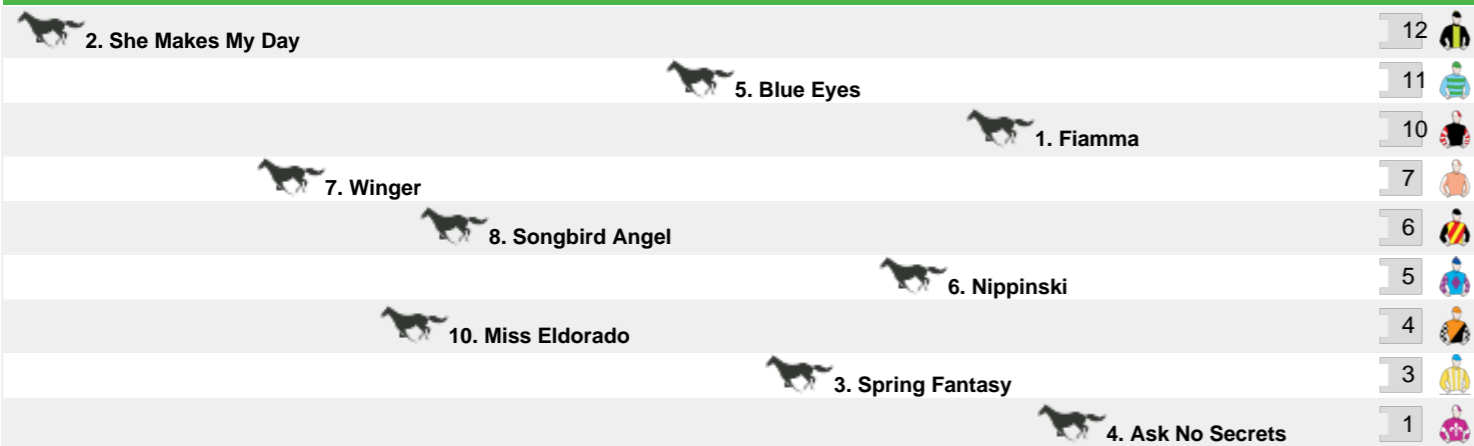 2. She Makes My Day 12
5. Blue Eyes 11
1. Fiamma 10
7. Winger 7
8. Songbird Angel 6
6. Nippinski 5
10. Miss Eldorado 4
3. Spring Fantasy 3
4. Ask No Secrets 1